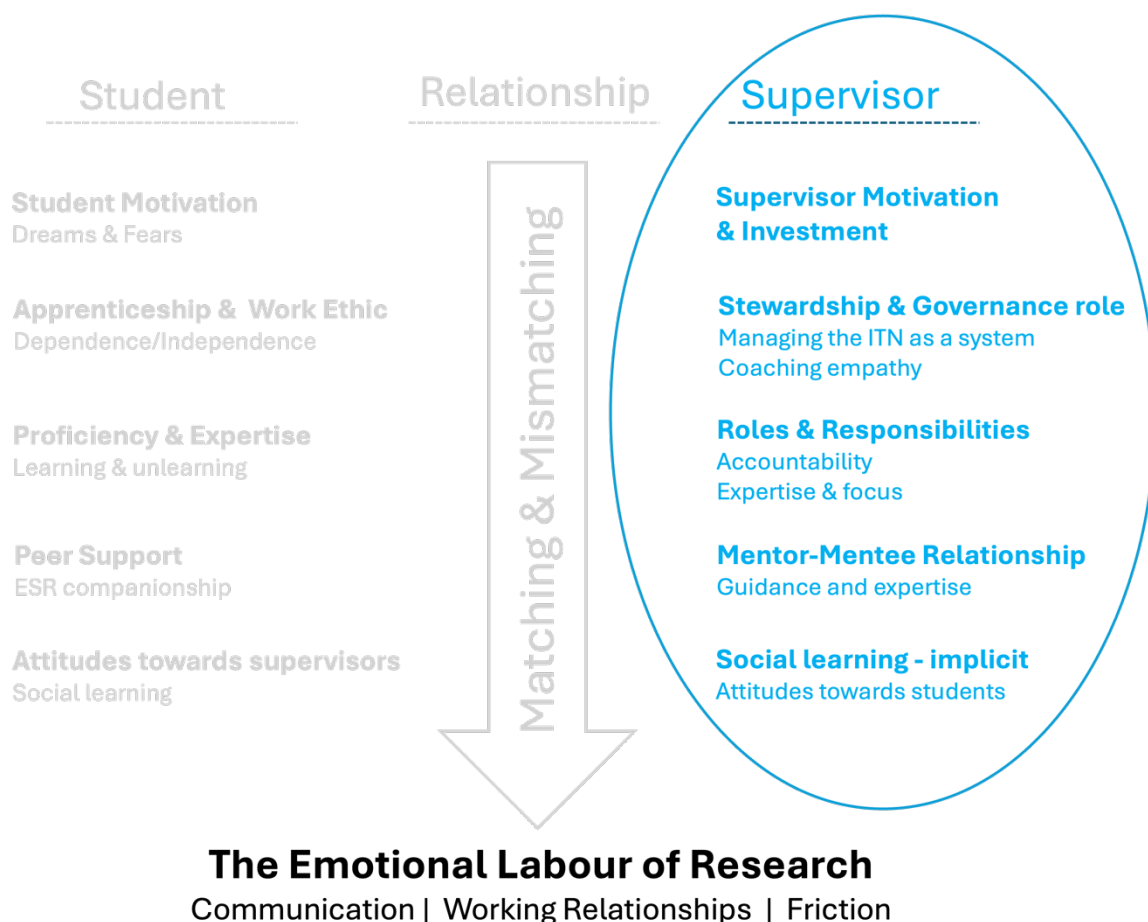 Student
Relationship
Supervisor
Student Motivation
Dreams & Fears
Apprenticeship & Work Ethic
Dependence/Independence
Proficiency & Expertise
Learning & unlearning
Peer Support
ESR companionship
Attitudes towards supervisors
Social learning
Matching & Mismatching
Supervisor Motivation
& Investment
Stewardship & Governance role
Managing the ITN as a system
Coaching empathy
Roles & Responsibilities
Accountability
Expertise & focus
Mentor-Mentee Relationship
Guidance and expertise
Social learning - implicit
Attitudes towards students
The Emotional Labour of Research
Communication | Working Relationships | Friction